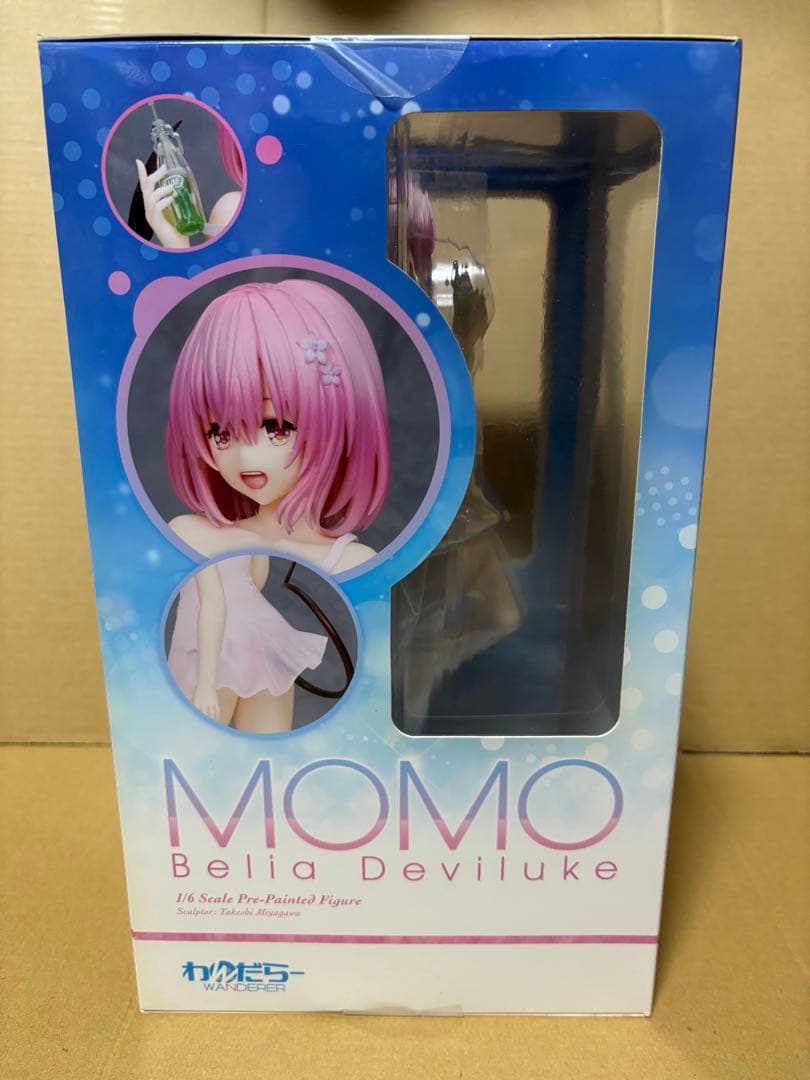 MOMO
Belia Deviluke
1/6 Scale Pre-Painted Figure
Sculptor: Takeshi Miyagawa
わんだらー
WANDERER